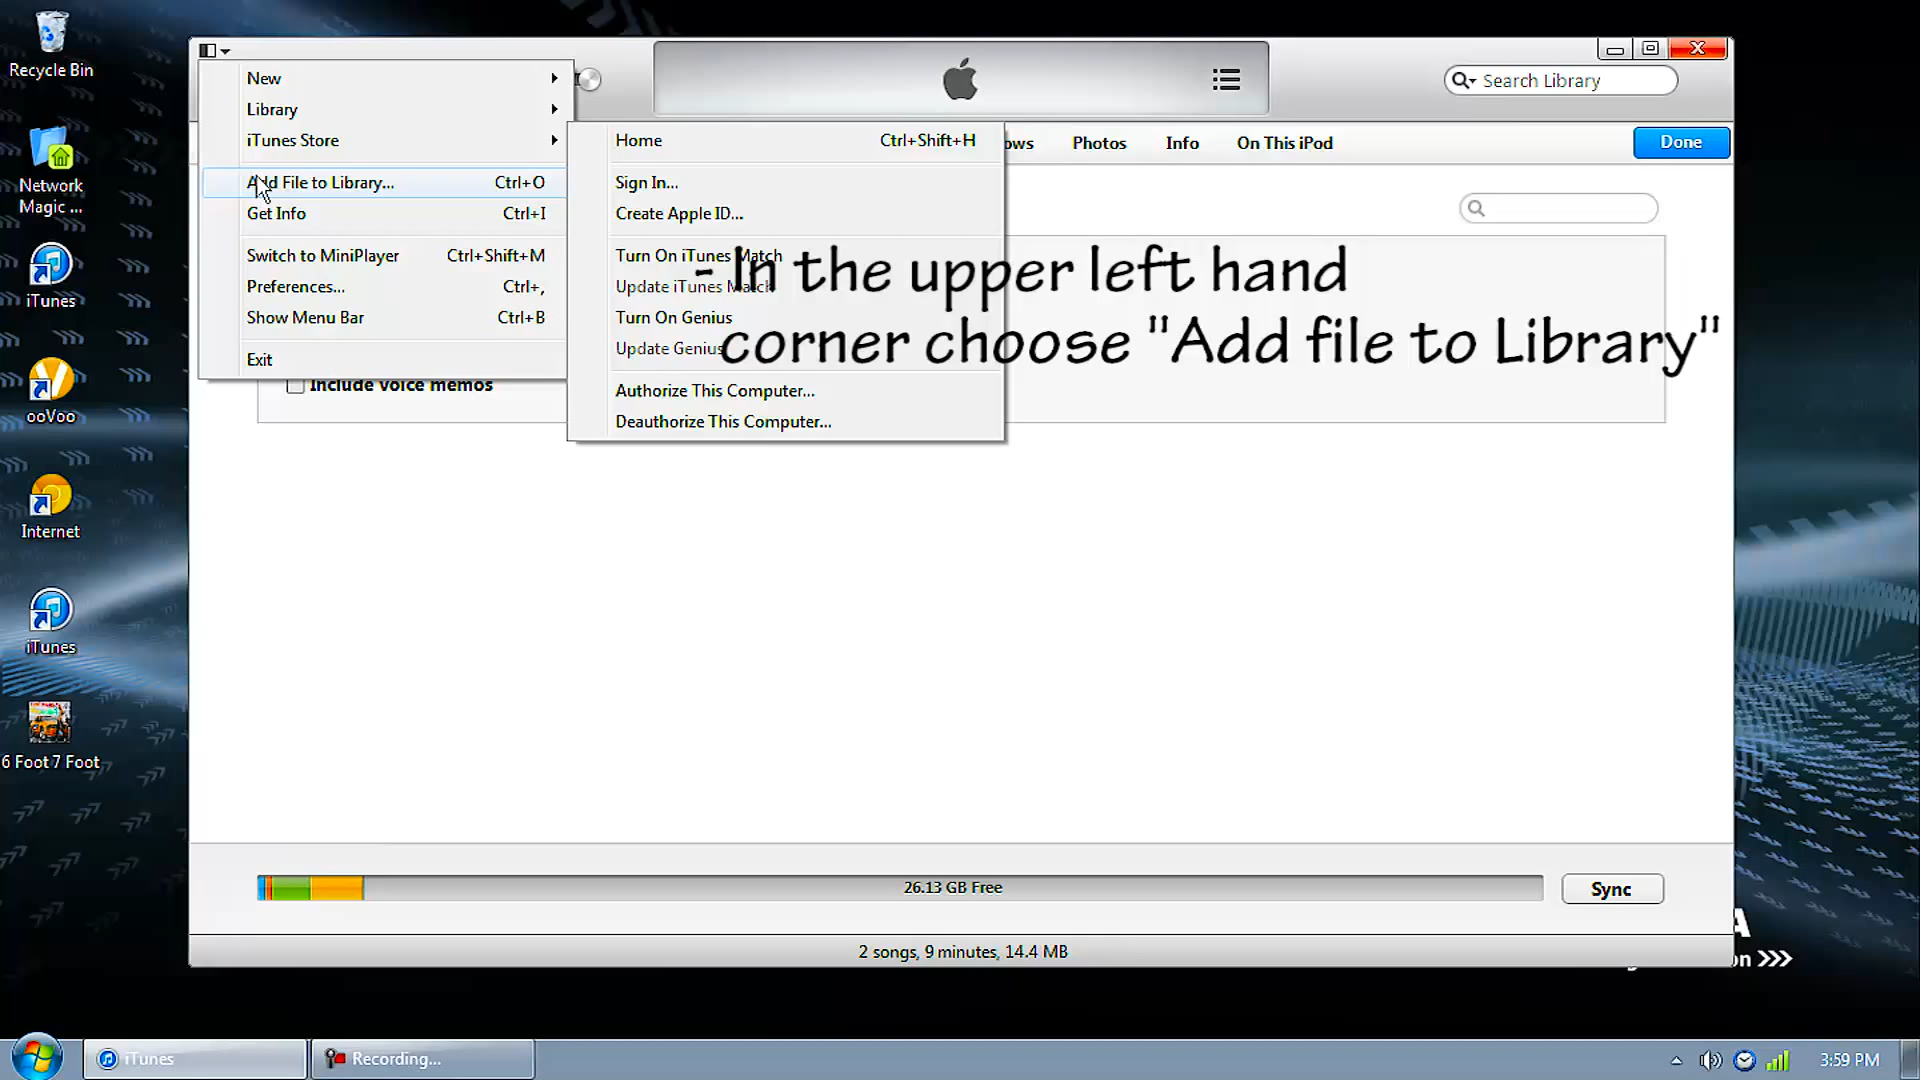 Recycle Bin
Network
Magic ...
iTunes
ooVoo
Internet
iTunes
6 Foot 7 Foot
New
Library
iTunes Store
Add File to Library... Ctrl+O
Get Info Ctrl+I
Switch to MiniPlayer Ctrl+Shift+M
Preferences... Ctrl+,
Show Menu Bar Ctrl+B
Exit
Include voice memos
Home Ctrl+Shift+H
Sign In...
Create Apple ID...
Turn On iTunes Match
Update iTunes Match
Turn On Genius
Update Genius
Authorize This Computer...
Deauthorize This Computer...
Search Library
Photos Info On This iPod
Done
- In the upper left hand
corner choose "Add file to Library"
26.13 GB Free
Sync
2 songs, 9 minutes, 14.4 MB
iTunes
Recording...
3:59 PM